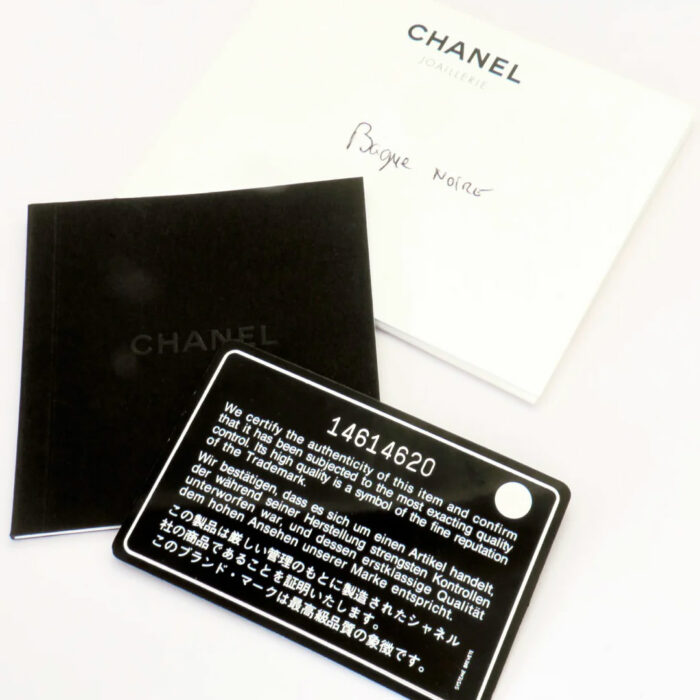 CHANEL
JOAILLERIE
Bague NOIRE
CHANEL
14614620
We certify the authenticity of this item and confirm
that it has been subjected to the most exacting quality
control. Its high quality is a symbol of the fine reputation
of the Trademark.
Wir bestätigen, dass es sich um einen Artikel handelt,
der während seiner Herstellung strengsten Kontrollen
unterworfen war, und dessen erstklässige Qualität
dem hohen Ansehen unserer Marke entspricht.
この製品は厳しい管理のもとに製造されたシャネル
社の商品であることを証明いたします。
このブランド・マークは最高級品質の象徴です。